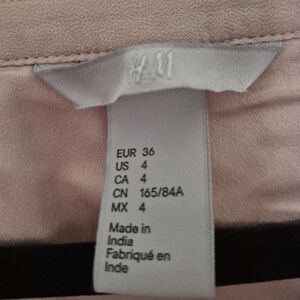 H&M
EUR 36
US 4
CA 4
CN 165/84A
MX 4
Made in
India
Fabriqué en
Inde